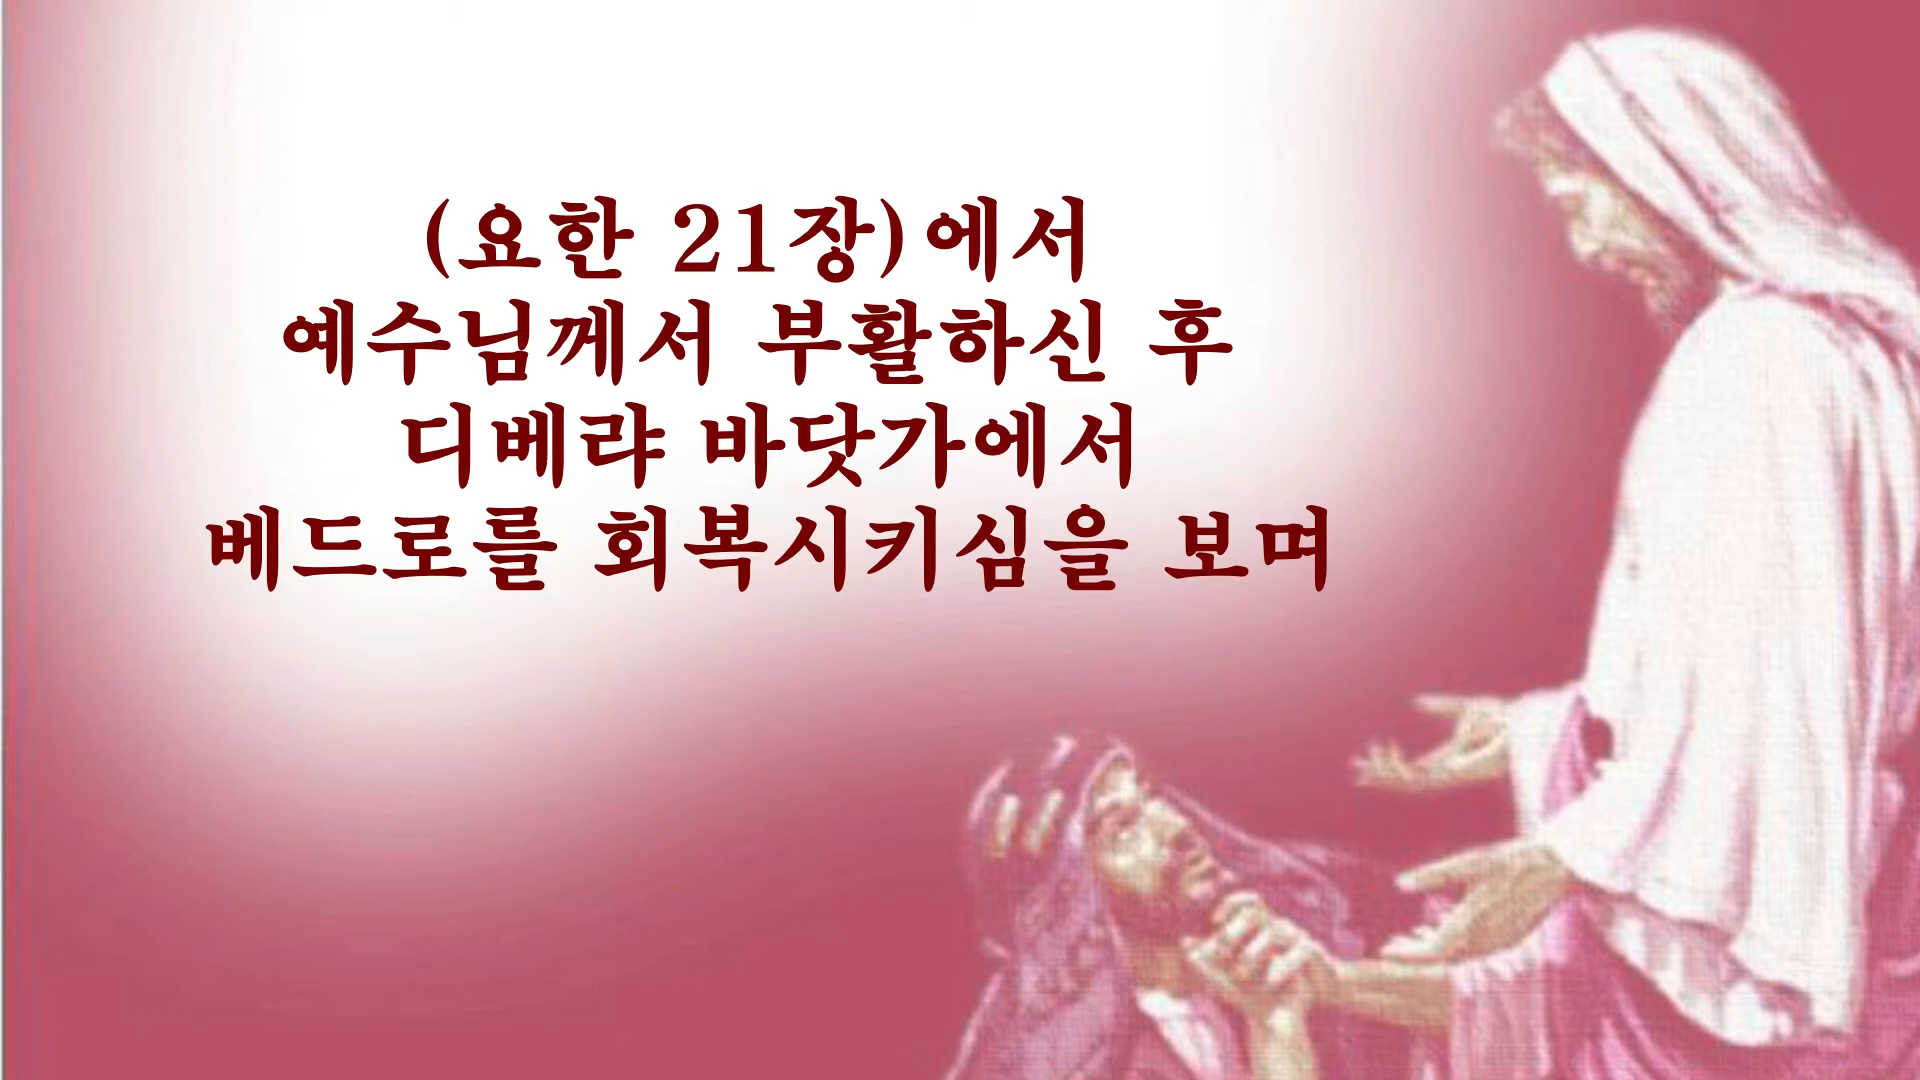 (요한 21장)에서
예수님께서 부활하신 후
디베랴 바닷가에서
베드로를 회복시키심을 보며